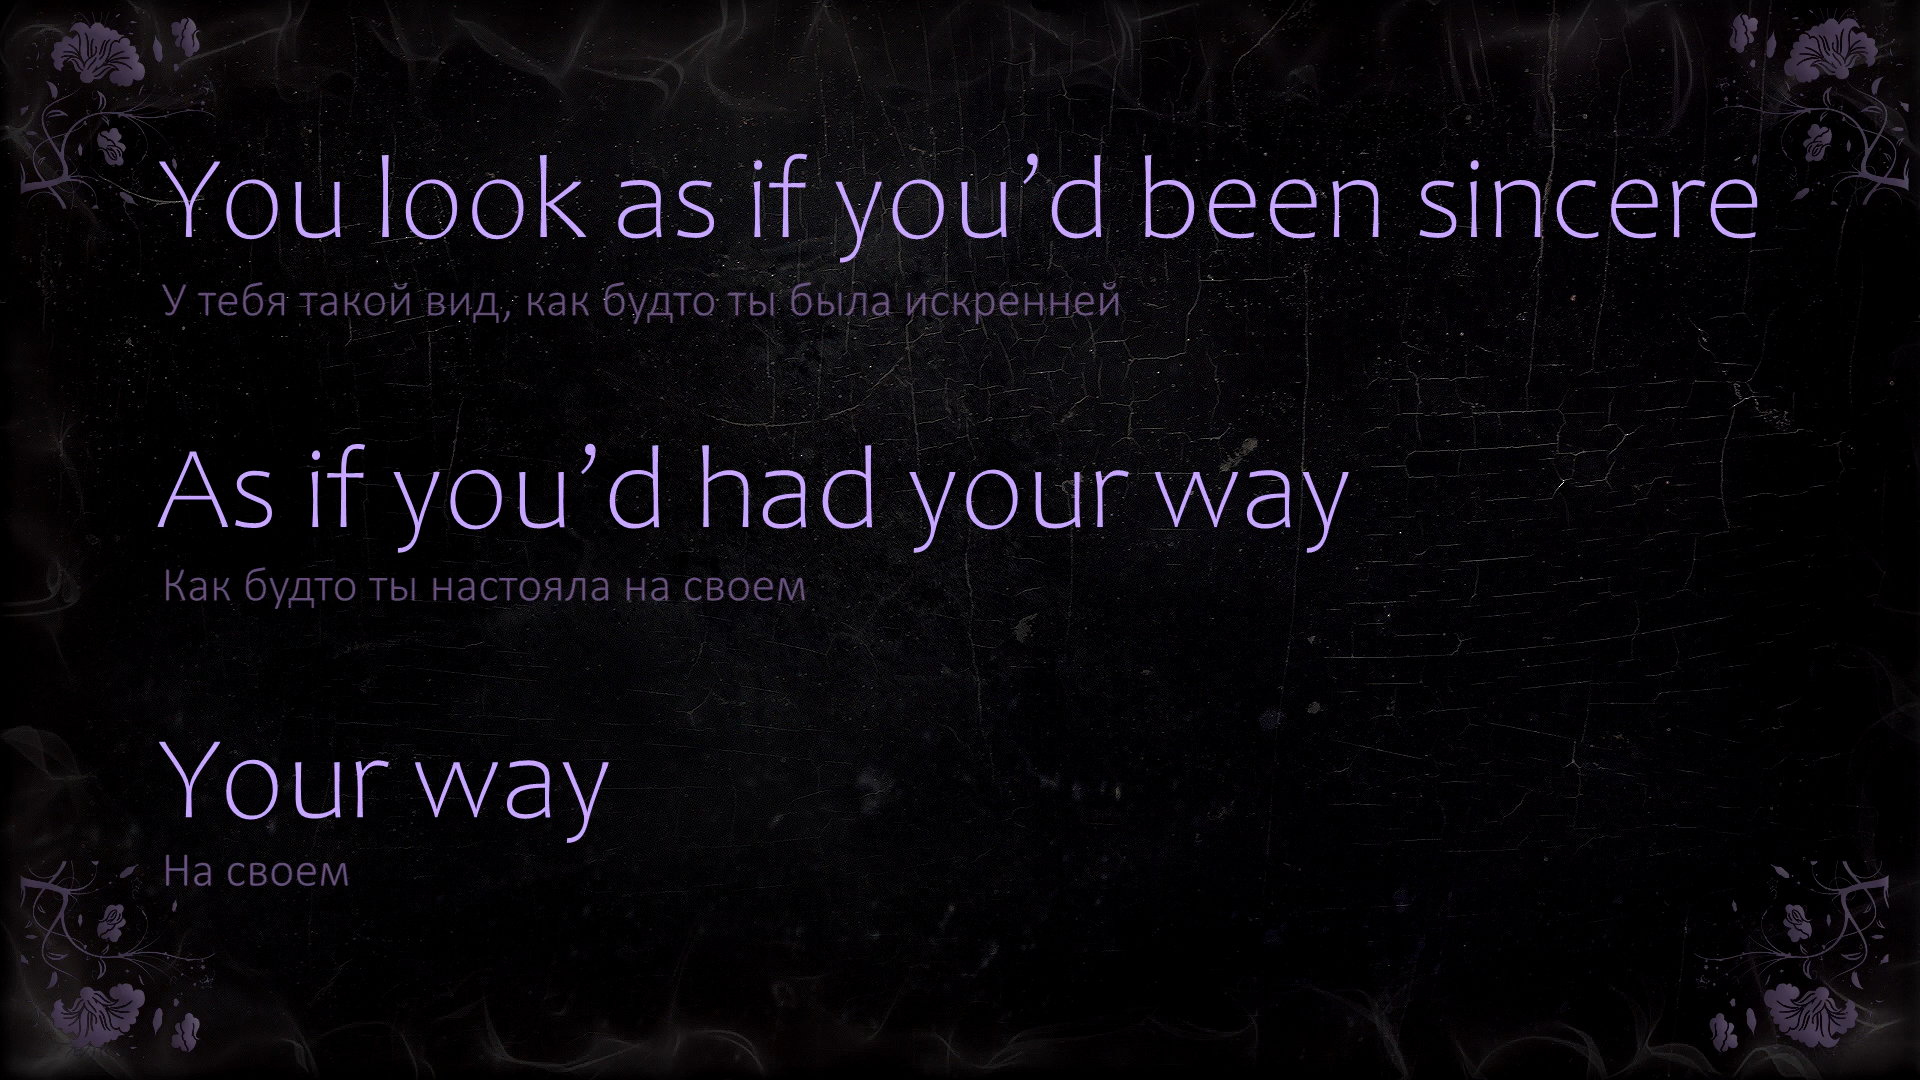 You look as if you’d been sincere
У тебя такой вид, как будто ты была искренней
As if you’d had your way
Как будто ты настояла на своем
Your way
На своем